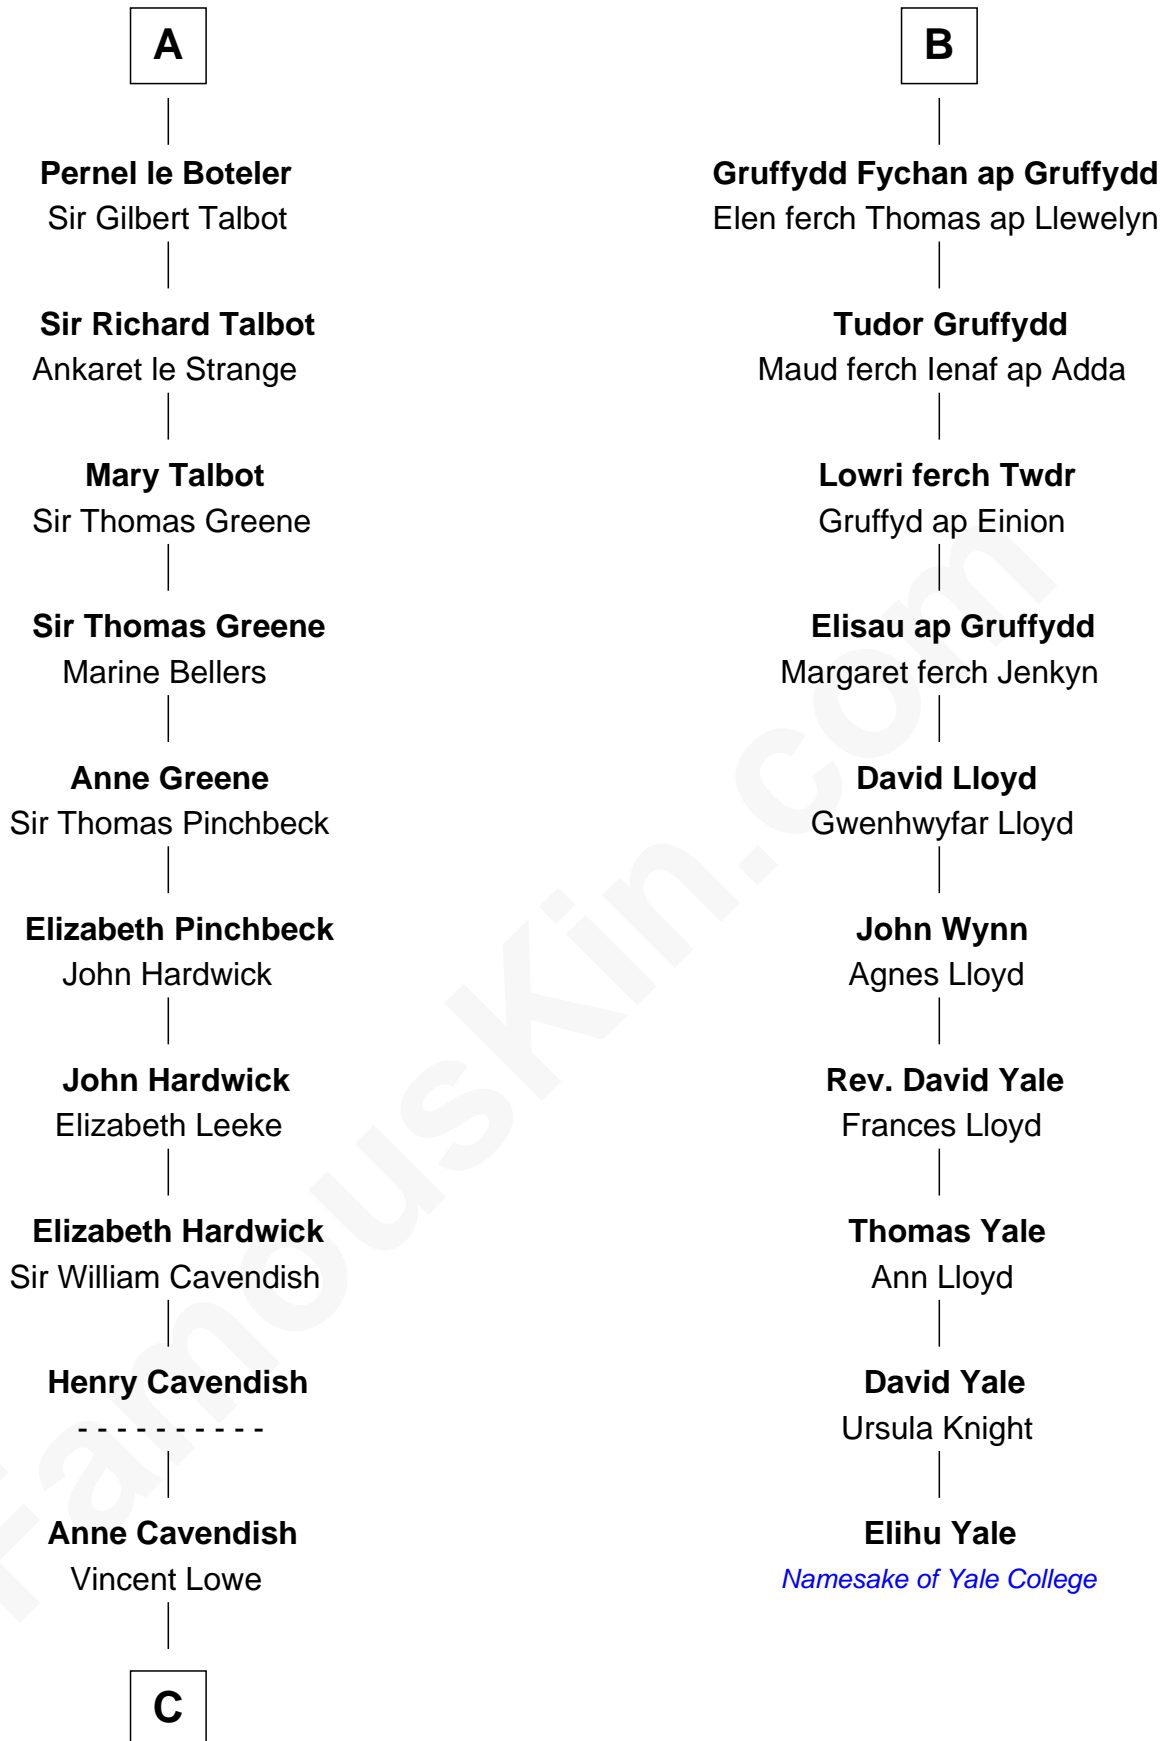 A
Pernel le Boteler
Sir Gilbert Talbot
Sir Richard Talbot
Ankaret le Strange
Mary Talbot
Sir Thomas Greene
Sir Thomas Greene
Marine Bellers
Anne Greene
Sir Thomas Pinchbeck
Elizabeth Pinchbeck
John Hardwick
John Hardwick
Elizabeth Leeke
Elizabeth Hardwick
Sir William Cavendish
Henry Cavendish
- - - - - - - - - -
Anne Cavendish
Vincent Lowe
C
B
Gruffydd Fychan ap Gruffydd
Elen ferch Thomas ap Llewelyn
Tudor Gruffydd
Maud ferch Ienaf ap Adda
Lowri ferch Twdr
Gruffyd ap Einion
Elisau ap Gruffydd
Margaret ferch Jenkyn
David Lloyd
Gwenhwyfar Lloyd
John Wynn
Agnes Lloyd
Rev. David Yale
Frances Lloyd
Thomas Yale
Ann Lloyd
David Yale
Ursula Knight
Elihu Yale
Namesake of Yale College
FamousKin.com